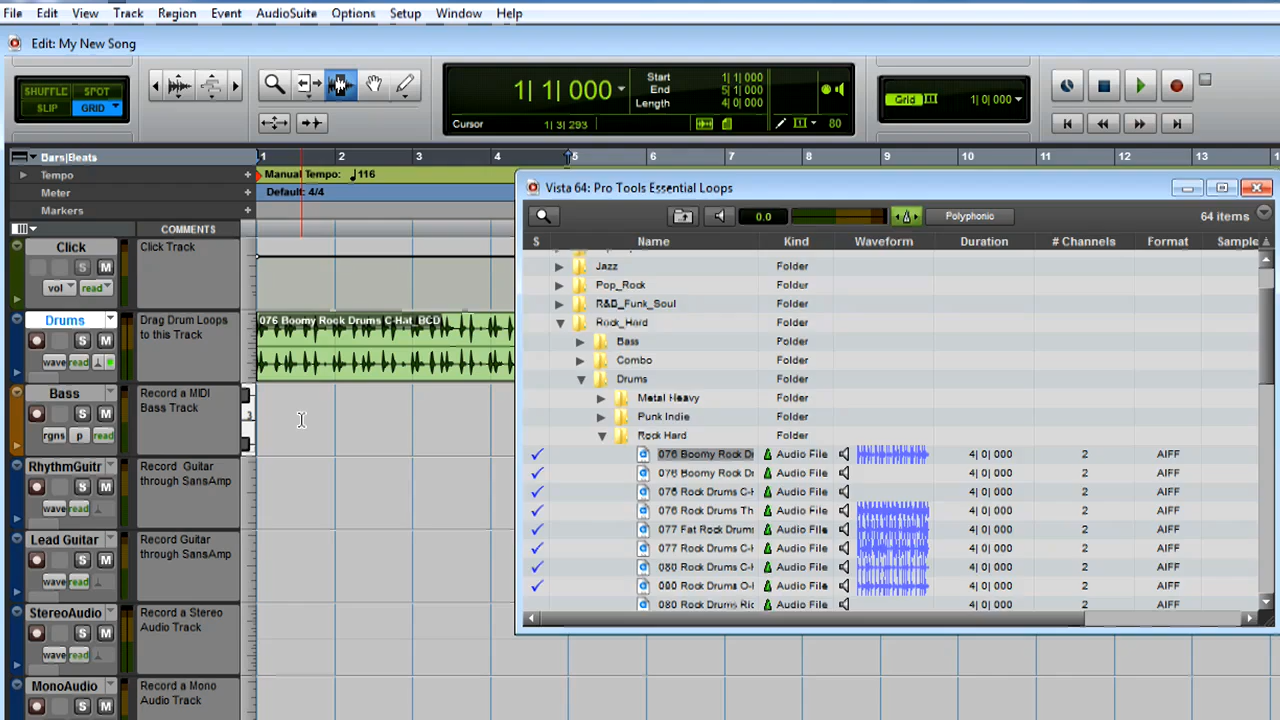 File Edit View Track Region Event AudioSuite Options Setup Window Help
Edit: My New Song
SHUFFLE SPOT
SLIP GRID
1| 1| 000
Start 1| 1| 000
End 5| 1| 000
Length 4| 0| 000
Cursor 1| 3| 293
80
Grid 1| 0| 000
Bars|Beats 1 2 3 4 5 6 7 8 9 10 11 12 13
Tempo + Manual Tempo: 116
Meter + Default: 4/4
Markers +
COMMENTS
Click
S M
vol read
Click Track
Drums
S M
wave read
Drag Drum Loops
to this Track
076 Boomy Rock Drums C-Hat_BCD
Bass
S M
rgns p read
Record a MIDI
Bass Track
3
RhythmGuitr
S M
wave read
Record Guitar
through SansAmp
Lead Guitar
S M
wave read
Record Guitar
through SansAmp
StereoAudio
S M
wave read
Record a Stereo
Audio Track
MonoAudio
S M
Record a Mono
Audio Track
Vista 64: Pro Tools Essential Loops
0.0 Polyphonic 64 items
S Name Kind Waveform Duration # Channels Format Sample
Jazz Folder
Pop_Rock Folder
R&B_Funk_Soul Folder
Rock_Hard Folder
Bass Folder
Combo Folder
Drums Folder
Metal Heavy Folder
Punk Indie Folder
Rock Hard Folder
076 Boomy Rock Dr Audio File 4| 0| 000 2 AIFF
076 Boomy Rock Dr Audio File 4| 0| 000 2 AIFF
076 Rock Drums C-H Audio File 4| 0| 000 2 AIFF
076 Rock Drums Th Audio File 4| 0| 000 2 AIFF
077 Fat Rock Drums Audio File 4| 0| 000 2 AIFF
077 Rock Drums C-H Audio File 4| 0| 000 2 AIFF
080 Rock Drums C-H Audio File 4| 0| 000 2 AIFF
080 Rock Drums O-H Audio File 4| 0| 000 2 AIFF
080 Rock Drums Ric Audio File 4| 0| 000 2 AIFF